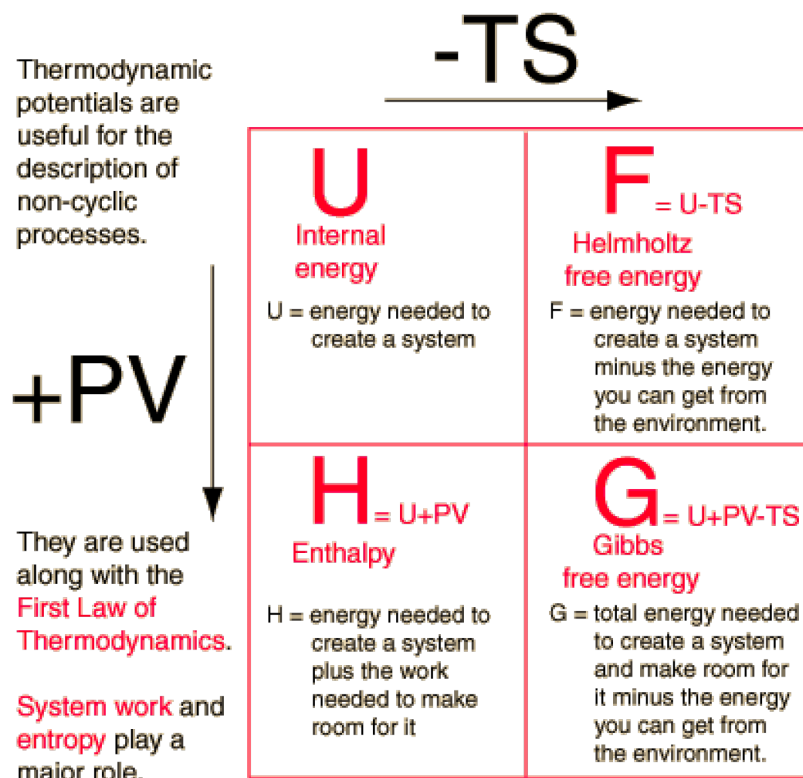 -TS
Thermodynamic
potentials are
useful for the
description of
non-cyclic
processes.
+PV
They are used
along with the
First Law of
Thermodynamics.
System work and
entropy play a
major role.
U
Internal
energy
U = energy needed to
create a system
F = U-TS
Helmholtz
free energy
F = energy needed to
create a system
minus the energy
you can get from
the environment.
H = U+PV
Enthalpy
H = energy needed to
create a system
plus the work
needed to make
room for it
G = U+PV-TS
Gibbs
free energy
G = total energy needed
to create a system
and make room for
it minus the energy
you can get from
the environment.